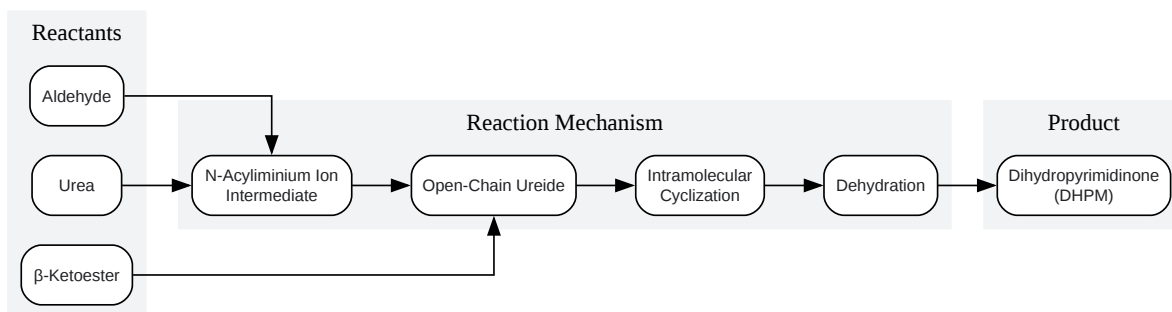 Reactants
Aldehyde
Urea
β-Ketoester
Reaction Mechanism
N-Acyliminium Ion
Intermediate
Open-Chain Ureide
Intramolecular
Cyclization
Dehydration
Product
Dihydropyrimidinone
(DHPM)